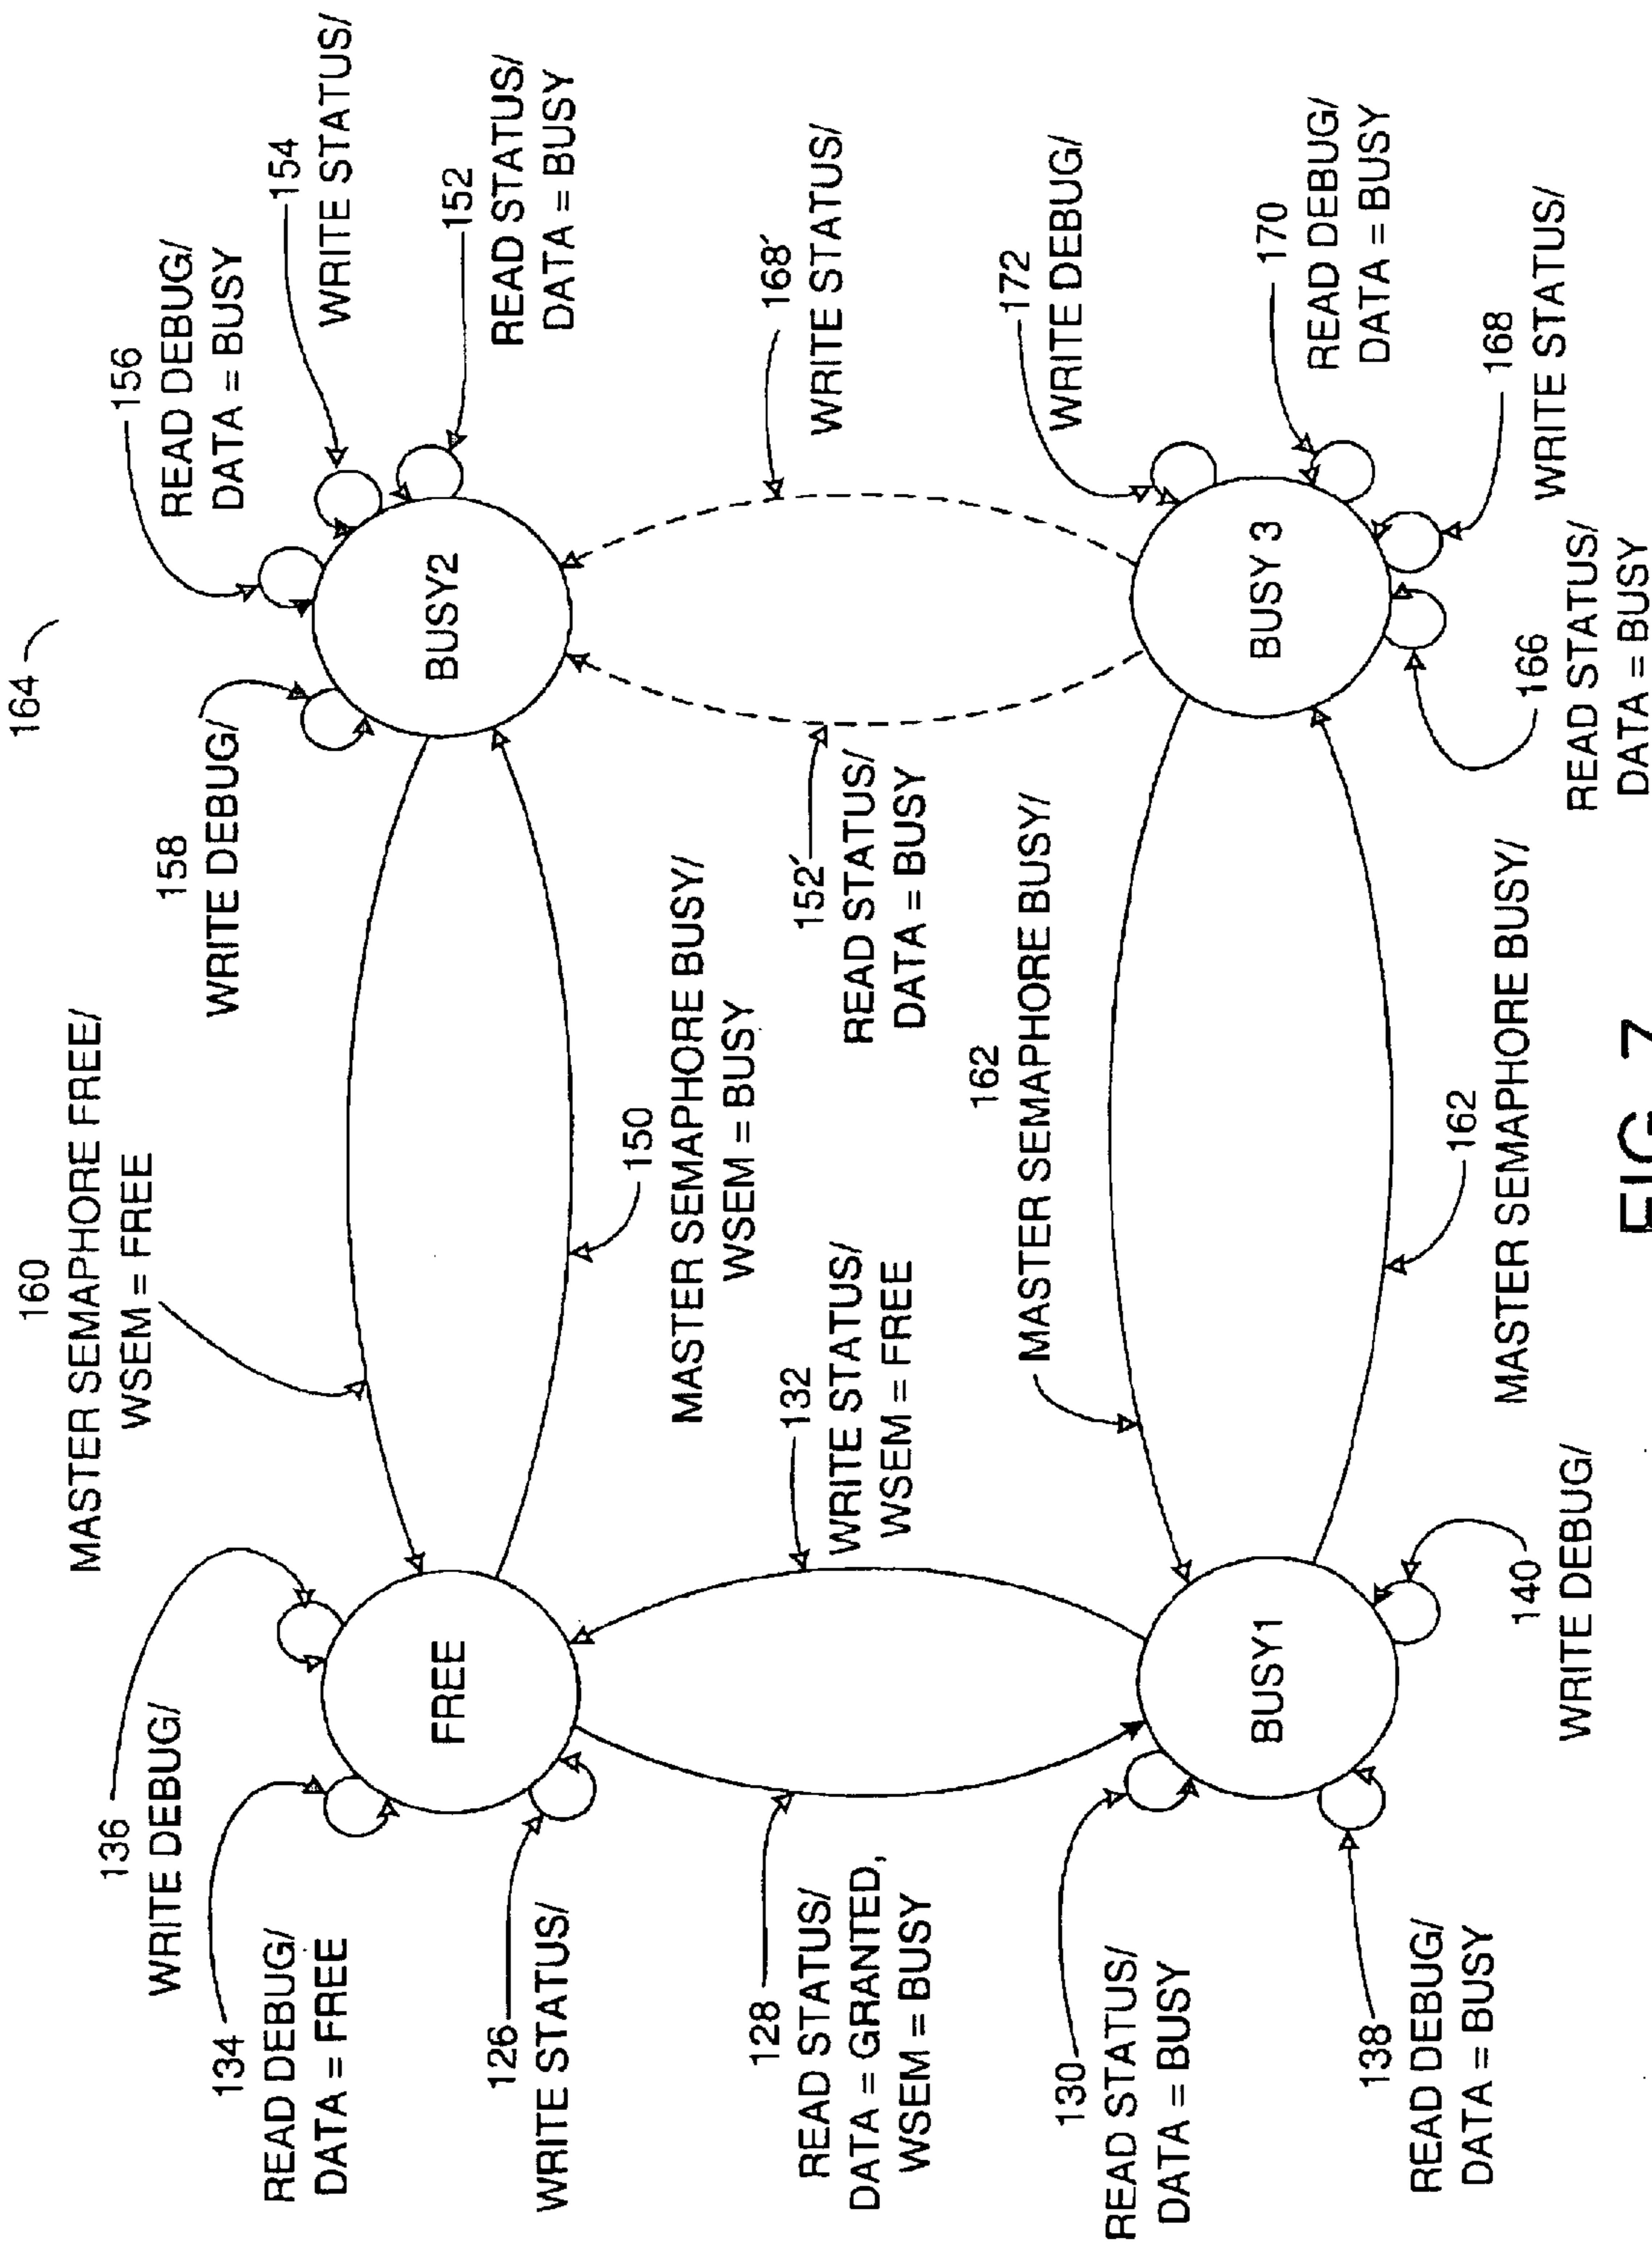 164
160
MASTER SEMAPHORE FREE/
WSEM = FREE
136
WRITE DEBUG/
134
READ DEBUG/
DATA = FREE
126
WRITE STATUS/
FREE
158
WRITE DEBUG/
156
READ DEBUG/
DATA = BUSY
154
WRITE STATUS/
152
READ STATUS/
DATA = BUSY
BUSY2
150
MASTER SEMAPHORE BUSY/
WSEM = BUSY
128
READ STATUS/
DATA = GRANTED,
WSEM = BUSY
132
WRITE STATUS/
WSEM = FREE
152′
READ STATUS/
DATA = BUSY
168′
WRITE STATUS/
162
MASTER SEMAPHORE BUSY/
130
READ STATUS/
DATA = BUSY
BUSY1
138
READ DEBUG/
DATA = BUSY
140
WRITE DEBUG/
162
MASTER SEMAPHORE BUSY/
172
WRITE DEBUG/
BUSY 3
170
READ DEBUG/
DATA = BUSY
168
WRITE STATUS/
166
READ STATUS/
DATA = BUSY
FIG. 7